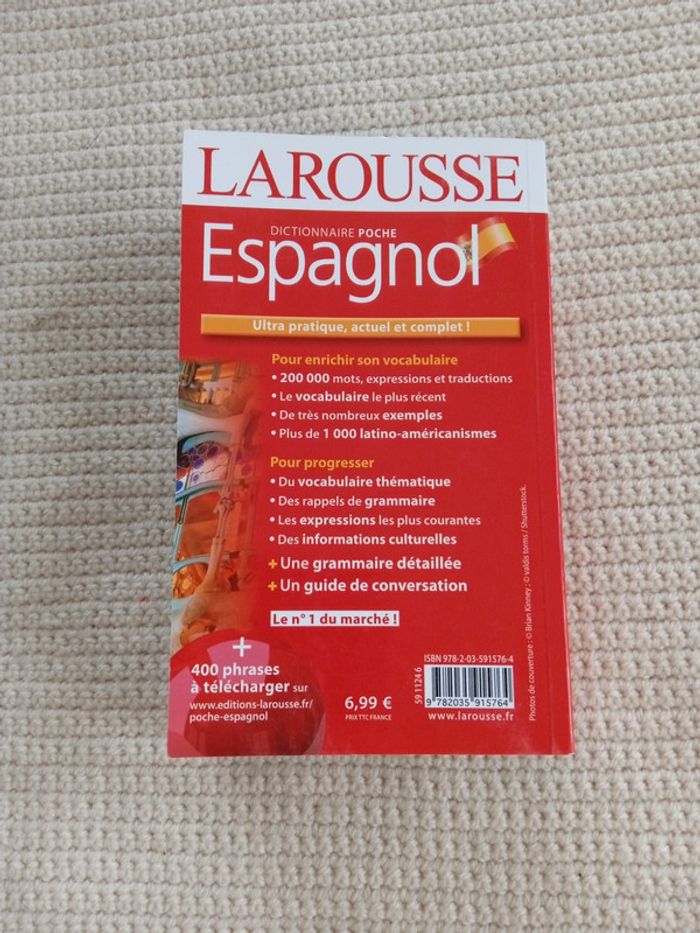 LAROUSSE
DICTIONNAIRE POCHE
Espagnol
Ultra pratique, actuel et complet !
Pour enrichir son vocabulaire
• 200 000 mots, expressions et traductions
• Le vocabulaire le plus récent
• De très nombreux exemples
• Plus de 1 000 latino-américanismes
Pour progresser
• Du vocabulaire thématique
• Des rappels de grammaire
• Les expressions les plus courantes
• Des informations culturelles
+ Une grammaire détaillée
+ Un guide de conversation
Le n° 1 du marché !
+
400 phrases
à télécharger sur
www.editions-larousse.fr/
poche-espagnol
6,99 €
PRIX TTC FRANCE
ISBN 978-2-03-591576-4
59 1124 6
9 782035 915764
www.larousse.fr
Photos de couverture : © Brian Kinney ; © valdis torms / Shutterstock.